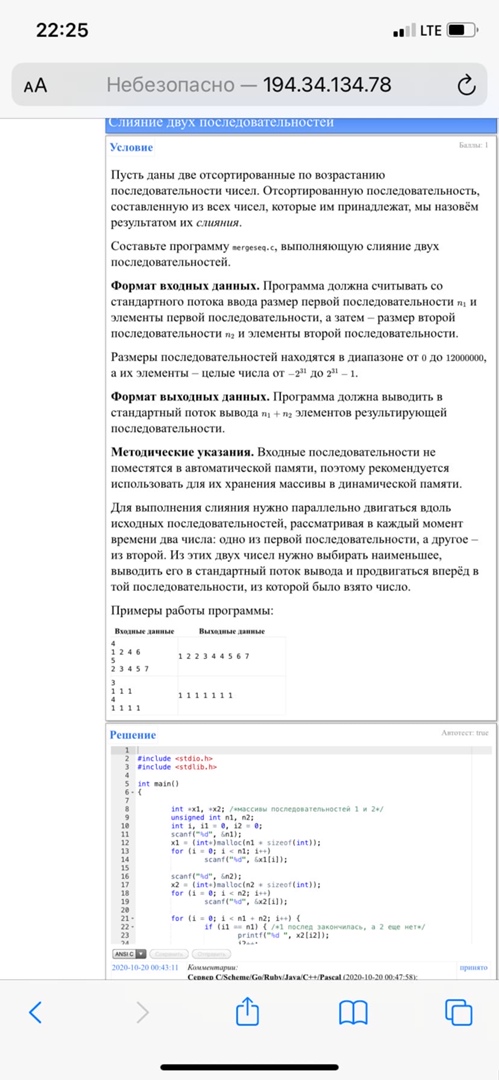 22:25
LTE
AA Небезопасно — 194.34.134.78
Слияние двух последовательностей
Условие
Баллы: 1
Пусть даны две отсортированные по возрастанию
последовательности чисел. Отсортированную последовательность,
составленную из всех чисел, которые им принадлежат, мы назовём
результатом их слияния.
Составьте программу mergeseq.c, выполняющую слияние двух
последовательностей.
Формат входных данных. Программа должна считывать со
стандартного потока ввода размер первой последовательности n₁ и
элементы первой последовательности, а затем – размер второй
последовательности n₂ и элементы второй последовательности.
Размеры последовательностей находятся в диапазоне от 0 до 12000000,
а их элементы – целые числа от −2³¹ до 2³¹ − 1.
Формат выходных данных. Программа должна выводить в
стандартный поток вывода n₁ + n₂ элементов результирующей
последовательности.
Методические указания. Входные последовательности не
поместятся в автоматической памяти, поэтому рекомендуется
использовать для их хранения массивы в динамической памяти.
Для выполнения слияния нужно параллельно двигаться вдоль
исходных последовательностей, рассматривая в каждый момент
времени два числа: одно из первой последовательности, а другое –
из второй. Из этих двух чисел нужно выбирать наименьшее,
выводить его в стандартный поток вывода и продвигаться вперёд в
той последовательности, из которой было взято число.
Примеры работы программы:
Входные данные Выходные данные
4
1 2 4 6
5
2 3 4 5 7
1 2 2 3 4 4 5 6 7
3
1 1 1
4
1 1 1 1
1 1 1 1 1 1 1
Решение
Автотест: true
1
2 #include <stdio.h>
3 #include <stdlib.h>
4
5 int main()
6 {
7
8 int *x1, *x2; /*массивы последовательностей 1 и 2*/
9 unsigned int n1, n2;
10 int i, i1 = 0, i2 = 0;
11 scanf("%d", &n1);
12 x1 = (int*)malloc(n1 * sizeof(int));
13 for (i = 0; i < n1; i++)
14 scanf("%d", &x1[i]);
15
16 scanf("%d", &n2);
17 x2 = (int*)malloc(n2 * sizeof(int));
18 for (i = 0; i < n2; i++)
19 scanf("%d", &x2[i]);
20
21 for (i = 0; i < n1 + n2; i++) {
22 if (i1 == n1) { /*1 послед закончилась, а 2 еще нет*/
23 printf("%d ", x2[i2]);
24 i2++;
ANSI C Сохранить Отправить
2020-10-20 00:43:11 Комментарии: принято
Сервер C/Scheme/Go/Ruby/Java/C++/Pascal (2020-10-20 00:47:58):